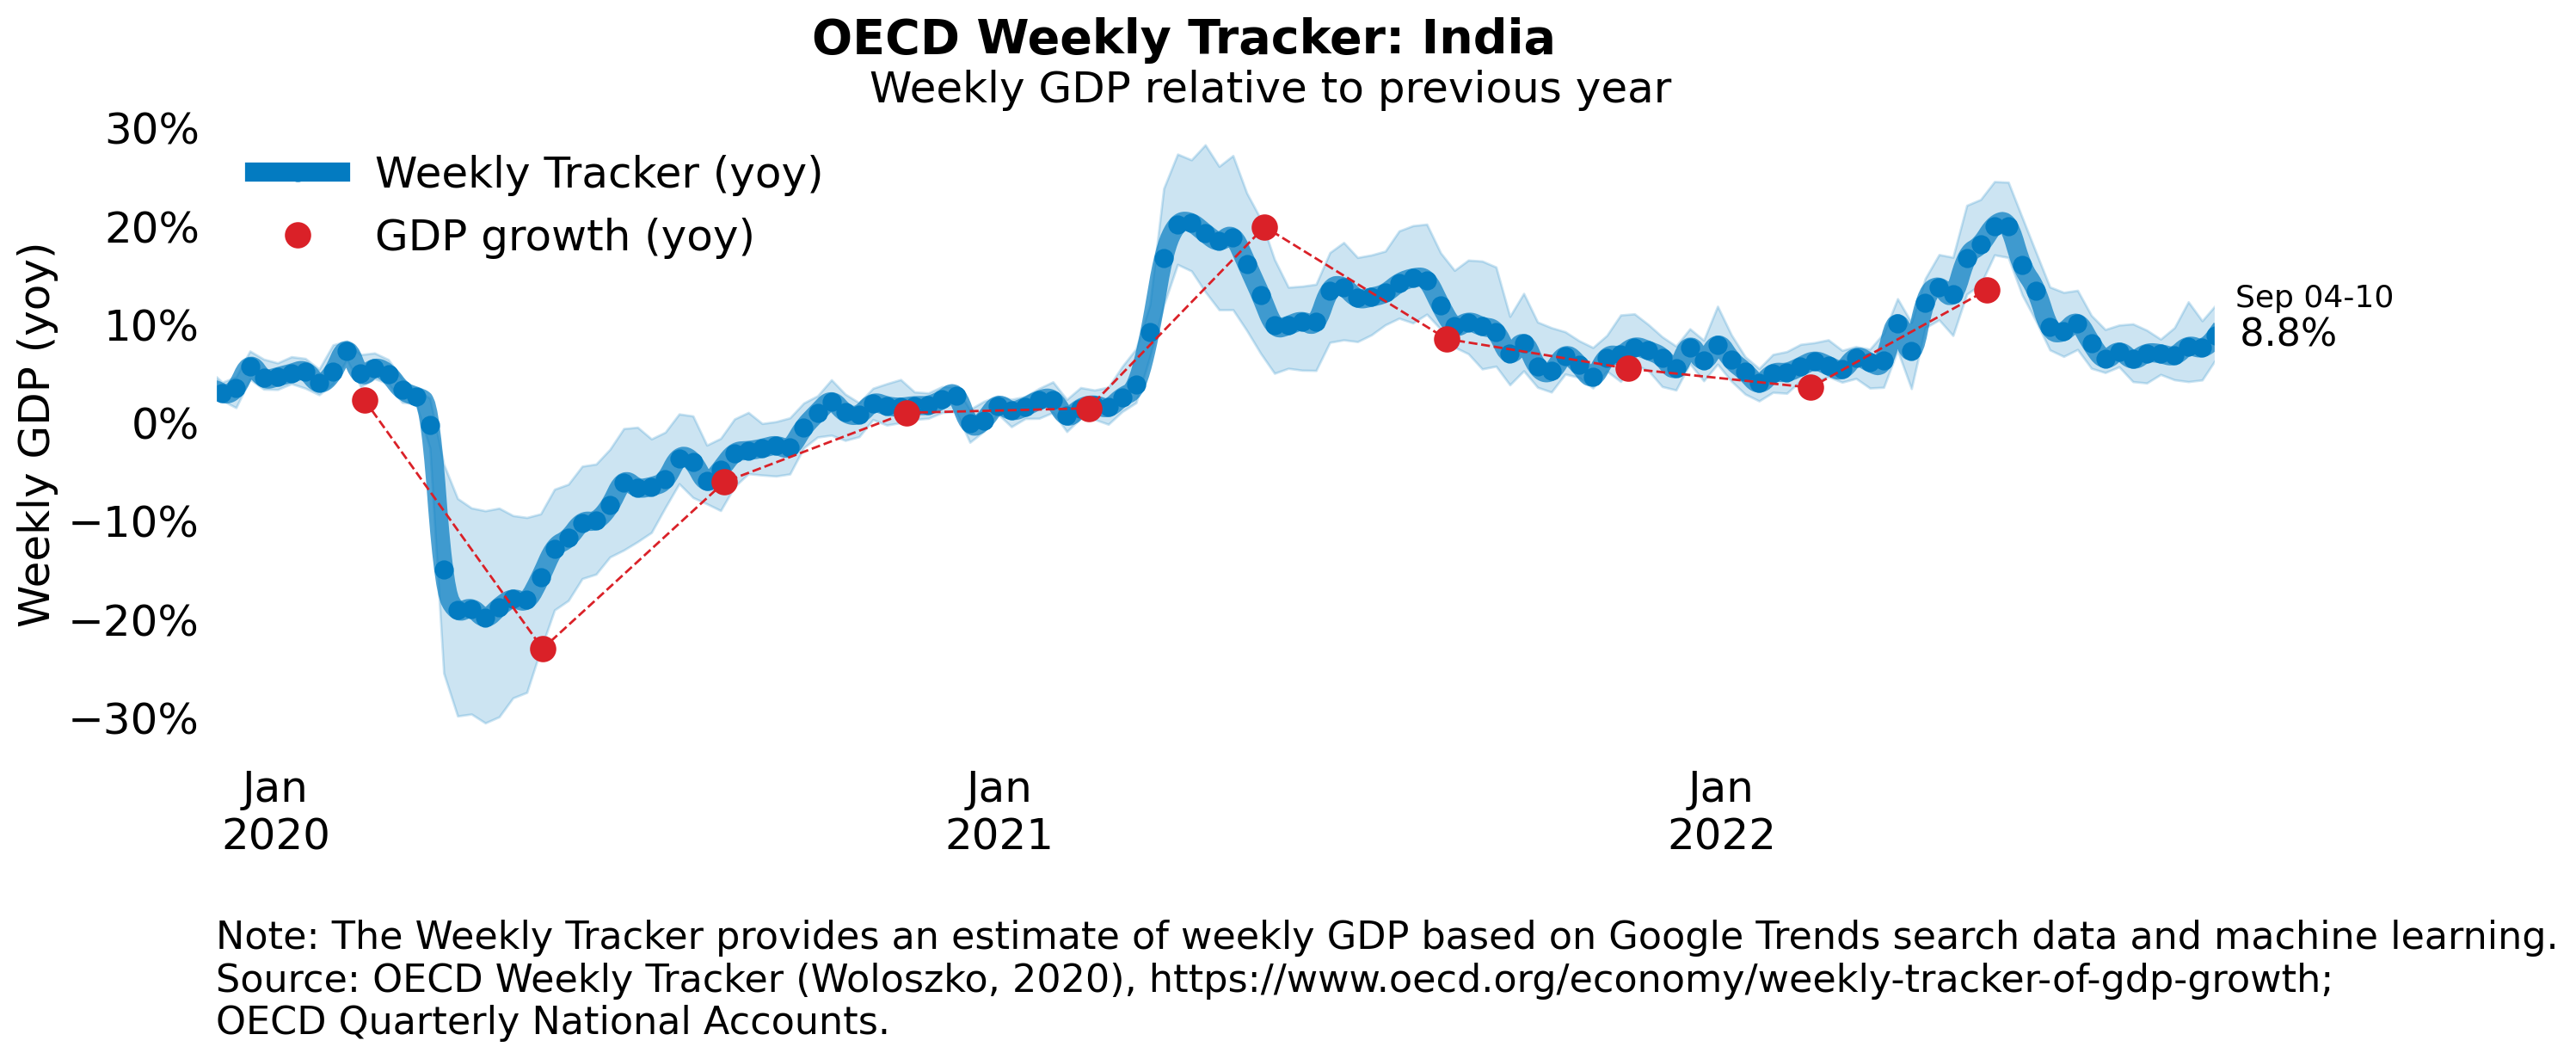 OECD Weekly Tracker: India
Weekly GDP relative to previous year
30%
20%
10%
0%
−10%
−20%
−30%
Weekly GDP (yoy)
Weekly Tracker (yoy)
GDP growth (yoy)
Sep 04-10
8.8%
Jan
2020
Jan
2021
Jan
2022
Note: The Weekly Tracker provides an estimate of weekly GDP based on Google Trends search data and machine learning.
Source: OECD Weekly Tracker (Woloszko, 2020), https://www.oecd.org/economy/weekly-tracker-of-gdp-growth;
OECD Quarterly National Accounts.